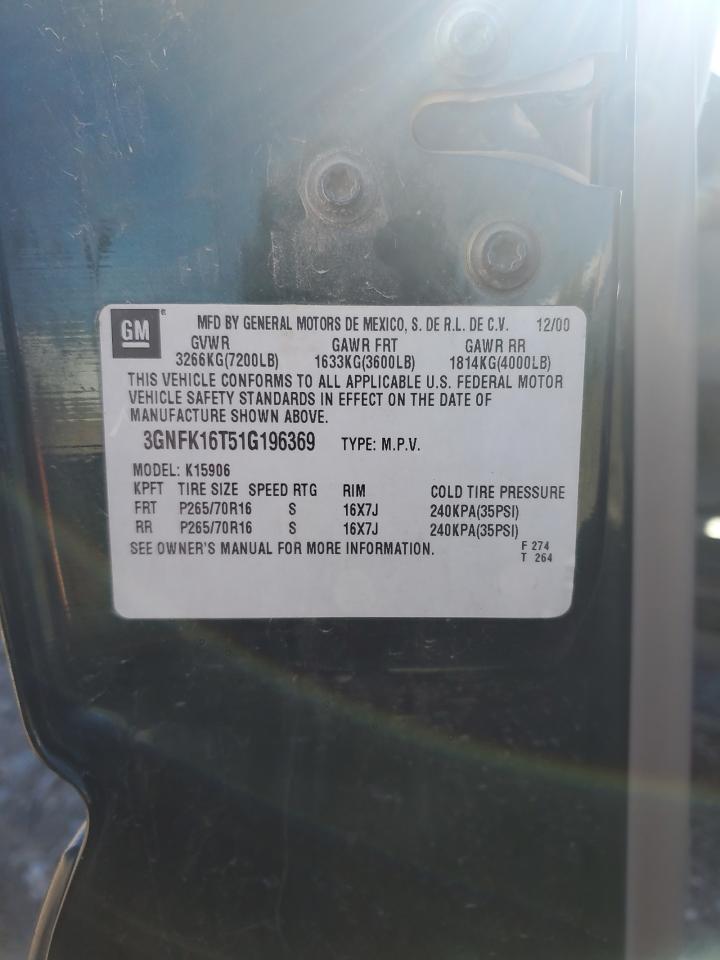 GM ® MFD BY GENERAL MOTORS DE MEXICO, S. DE R.L. DE C.V. 12/00
GVWR GAWR FRT GAWR RR
3266KG(7200LB) 1633KG(3600LB) 1814KG(4000LB)
THIS VEHICLE CONFORMS TO ALL APPLICABLE U.S. FEDERAL MOTOR
VEHICLE SAFETY STANDARDS IN EFFECT ON THE DATE OF
MANUFACTURE SHOWN ABOVE.
3GNFK16T51G196369 TYPE: M.P.V.
MODEL: K15906
KPFT TIRE SIZE SPEED RTG RIM COLD TIRE PRESSURE
FRT P265/70R16 S 16X7J 240KPA(35PSI)
RR P265/70R16 S 16X7J 240KPA(35PSI)
SEE OWNER'S MANUAL FOR MORE INFORMATION. F 274
T 264